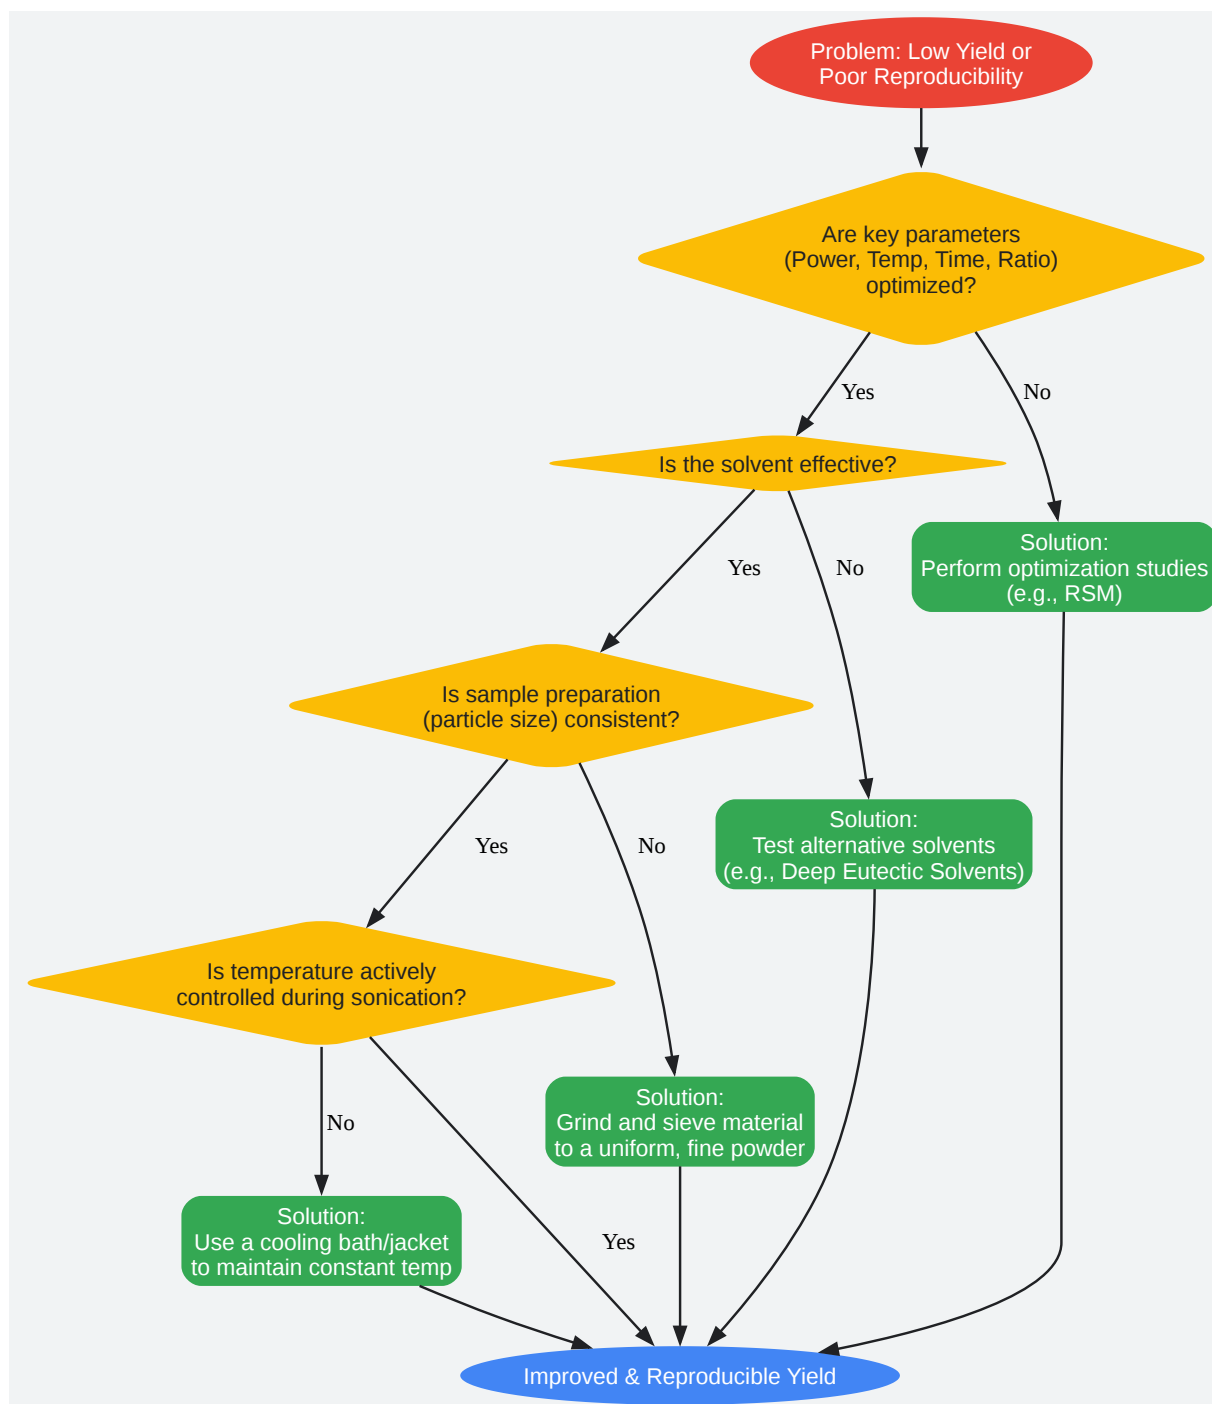 Problem: Low Yield or
Poor Reproducibility
Are key parameters
(Power, Temp, Time, Ratio)
optimized?
Yes
No
Is the solvent effective?
Solution:
Perform optimization studies
(e.g., RSM)
Yes
No
Is sample preparation
(particle size) consistent?
Solution:
Test alternative solvents
(e.g., Deep Eutectic Solvents)
Yes
No
Is temperature actively
controlled during sonication?
Solution:
Grind and sieve material
to a uniform, fine powder
No
Yes
Solution:
Use a cooling bath/jacket
to maintain constant temp
Improved & Reproducible Yield